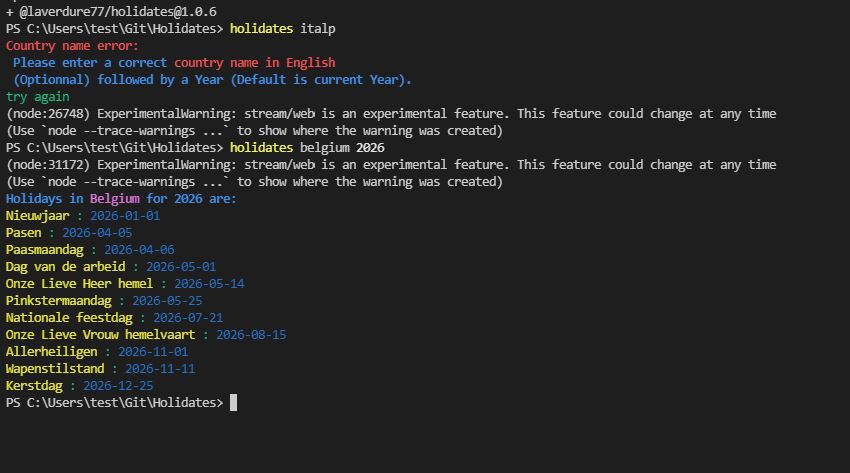 + @laverdure77/holidates@1.0.6
PS C:\Users\test\Git\Holidates> holidates italp
Country name error:
Please enter a correct country name in English
(Optionnal) followed by a Year (Default is current Year).
try again
(node:26748) ExperimentalWarning: stream/web is an experimental feature. This feature could change at any time
(Use `node --trace-warnings ...` to show where the warning was created)
PS C:\Users\test\Git\Holidates> holidates belgium 2026
(node:31172) ExperimentalWarning: stream/web is an experimental feature. This feature could change at any time
(Use `node --trace-warnings ...` to show where the warning was created)
Holidays in Belgium for 2026 are:
Nieuwjaar : 2026-01-01
Pasen : 2026-04-05
Paasmaandag : 2026-04-06
Dag van de arbeid : 2026-05-01
Onze Lieve Heer hemel : 2026-05-14
Pinkstermaandag : 2026-05-25
Nationale feestdag : 2026-07-21
Onze Lieve Vrouw hemelvaart : 2026-08-15
Allerheiligen : 2026-11-01
Wapenstilstand : 2026-11-11
Kerstdag : 2026-12-25
PS C:\Users\test\Git\Holidates>